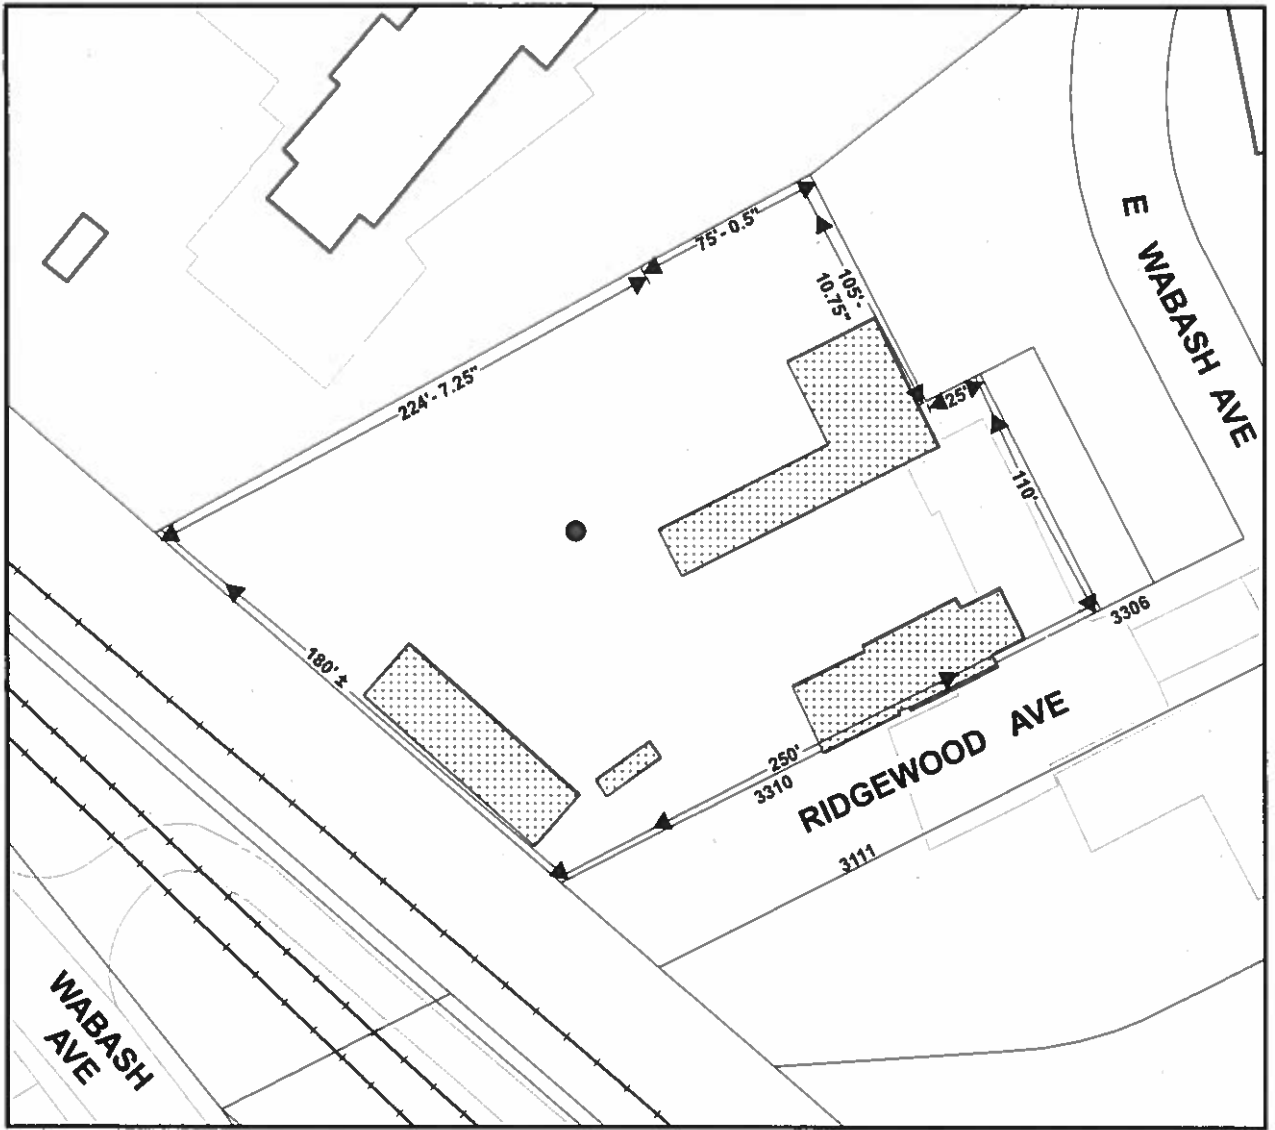 75'- 0.5"
105'-
10.75"
224'- 7.25"
25'
110'
E WABASH AVE
180' ±
250'
3310
3306
RIDGEWOOD AVE
3111
WABASH
AVE